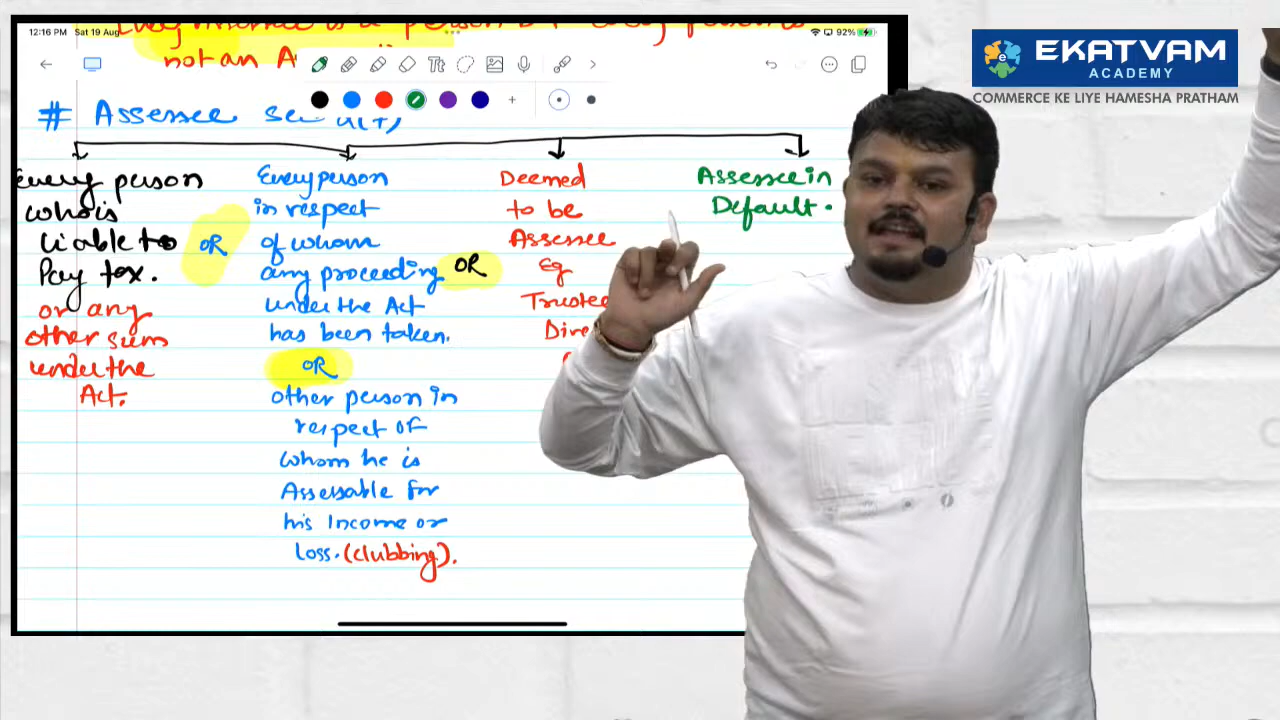 12:16 PM Sat 19 Aug
92%
not an
# Assessee
Every person
who is
liable to
Pay tax.
or any
other sum
under the
Act.
OR
Every person
in respect
of whom
any proceeding
under the Act
has been taken.
OR
other person in
respect of
whom he is
Assessable for
his income or
loss. (clubbing).
OR
Deemed
to be
Assessee
Eg
Trustee
Assessee in
Default.
EKATVAM
ACADEMY
COMMERCE KE LIYE HAMESHA PRATHAM